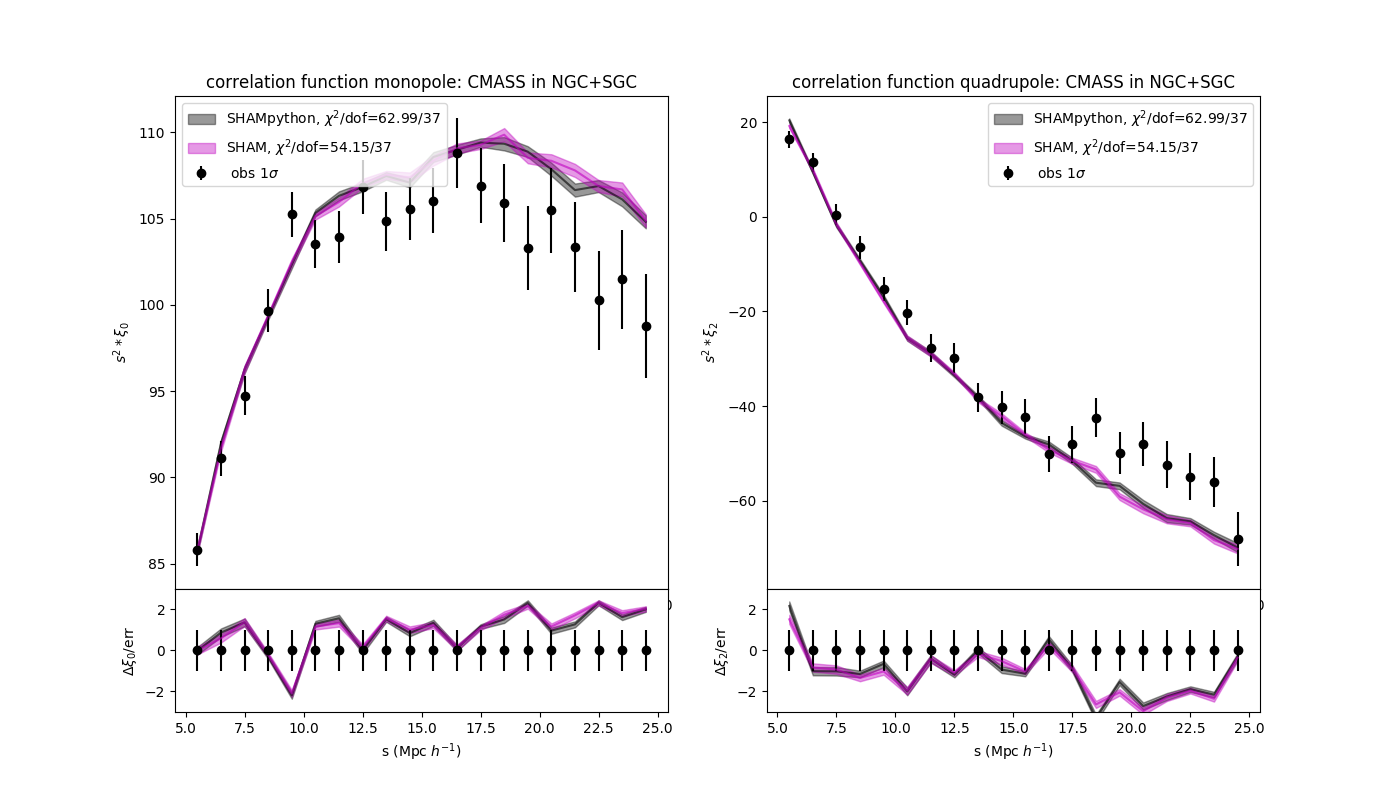 correlation function monopole: CMASS in NGC+SGC
SHAMpython, χ²/dof=62.99/37
SHAM, χ²/dof=54.15/37
obs 1σ
110
105
100
95
90
85
s² * ξ₀
0
2
0
−2
Δξ₀/err
5.0 7.5 10.0 12.5 15.0 17.5 20.0 22.5 25.0
s (Mpc h⁻¹)
correlation function quadrupole: CMASS in NGC+SGC
SHAMpython, χ²/dof=62.99/37
SHAM, χ²/dof=54.15/37
obs 1σ
20
0
−20
−40
−60
s² * ξ₂
0
2
0
−2
Δξ₂/err
5.0 7.5 10.0 12.5 15.0 17.5 20.0 22.5 25.0
s (Mpc h⁻¹)